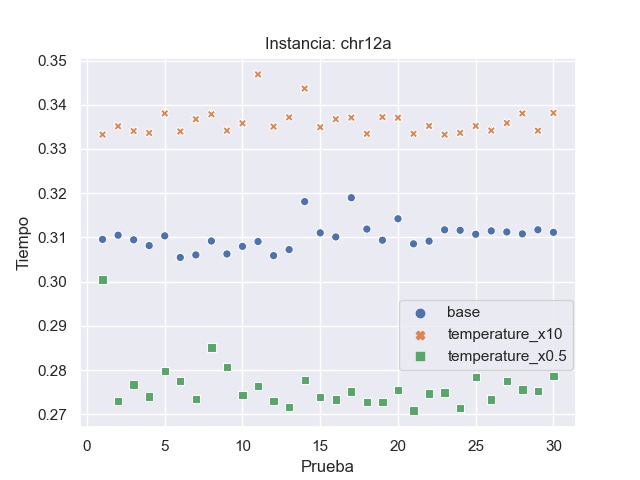 Instancia: chr12a
0.35
0.34
0.33
0.32
0.31
0.30
0.29
0.28
0.27
Tiempo
base
temperature_x10
temperature_x0.5
0 5 10 15 20 25 30
Prueba